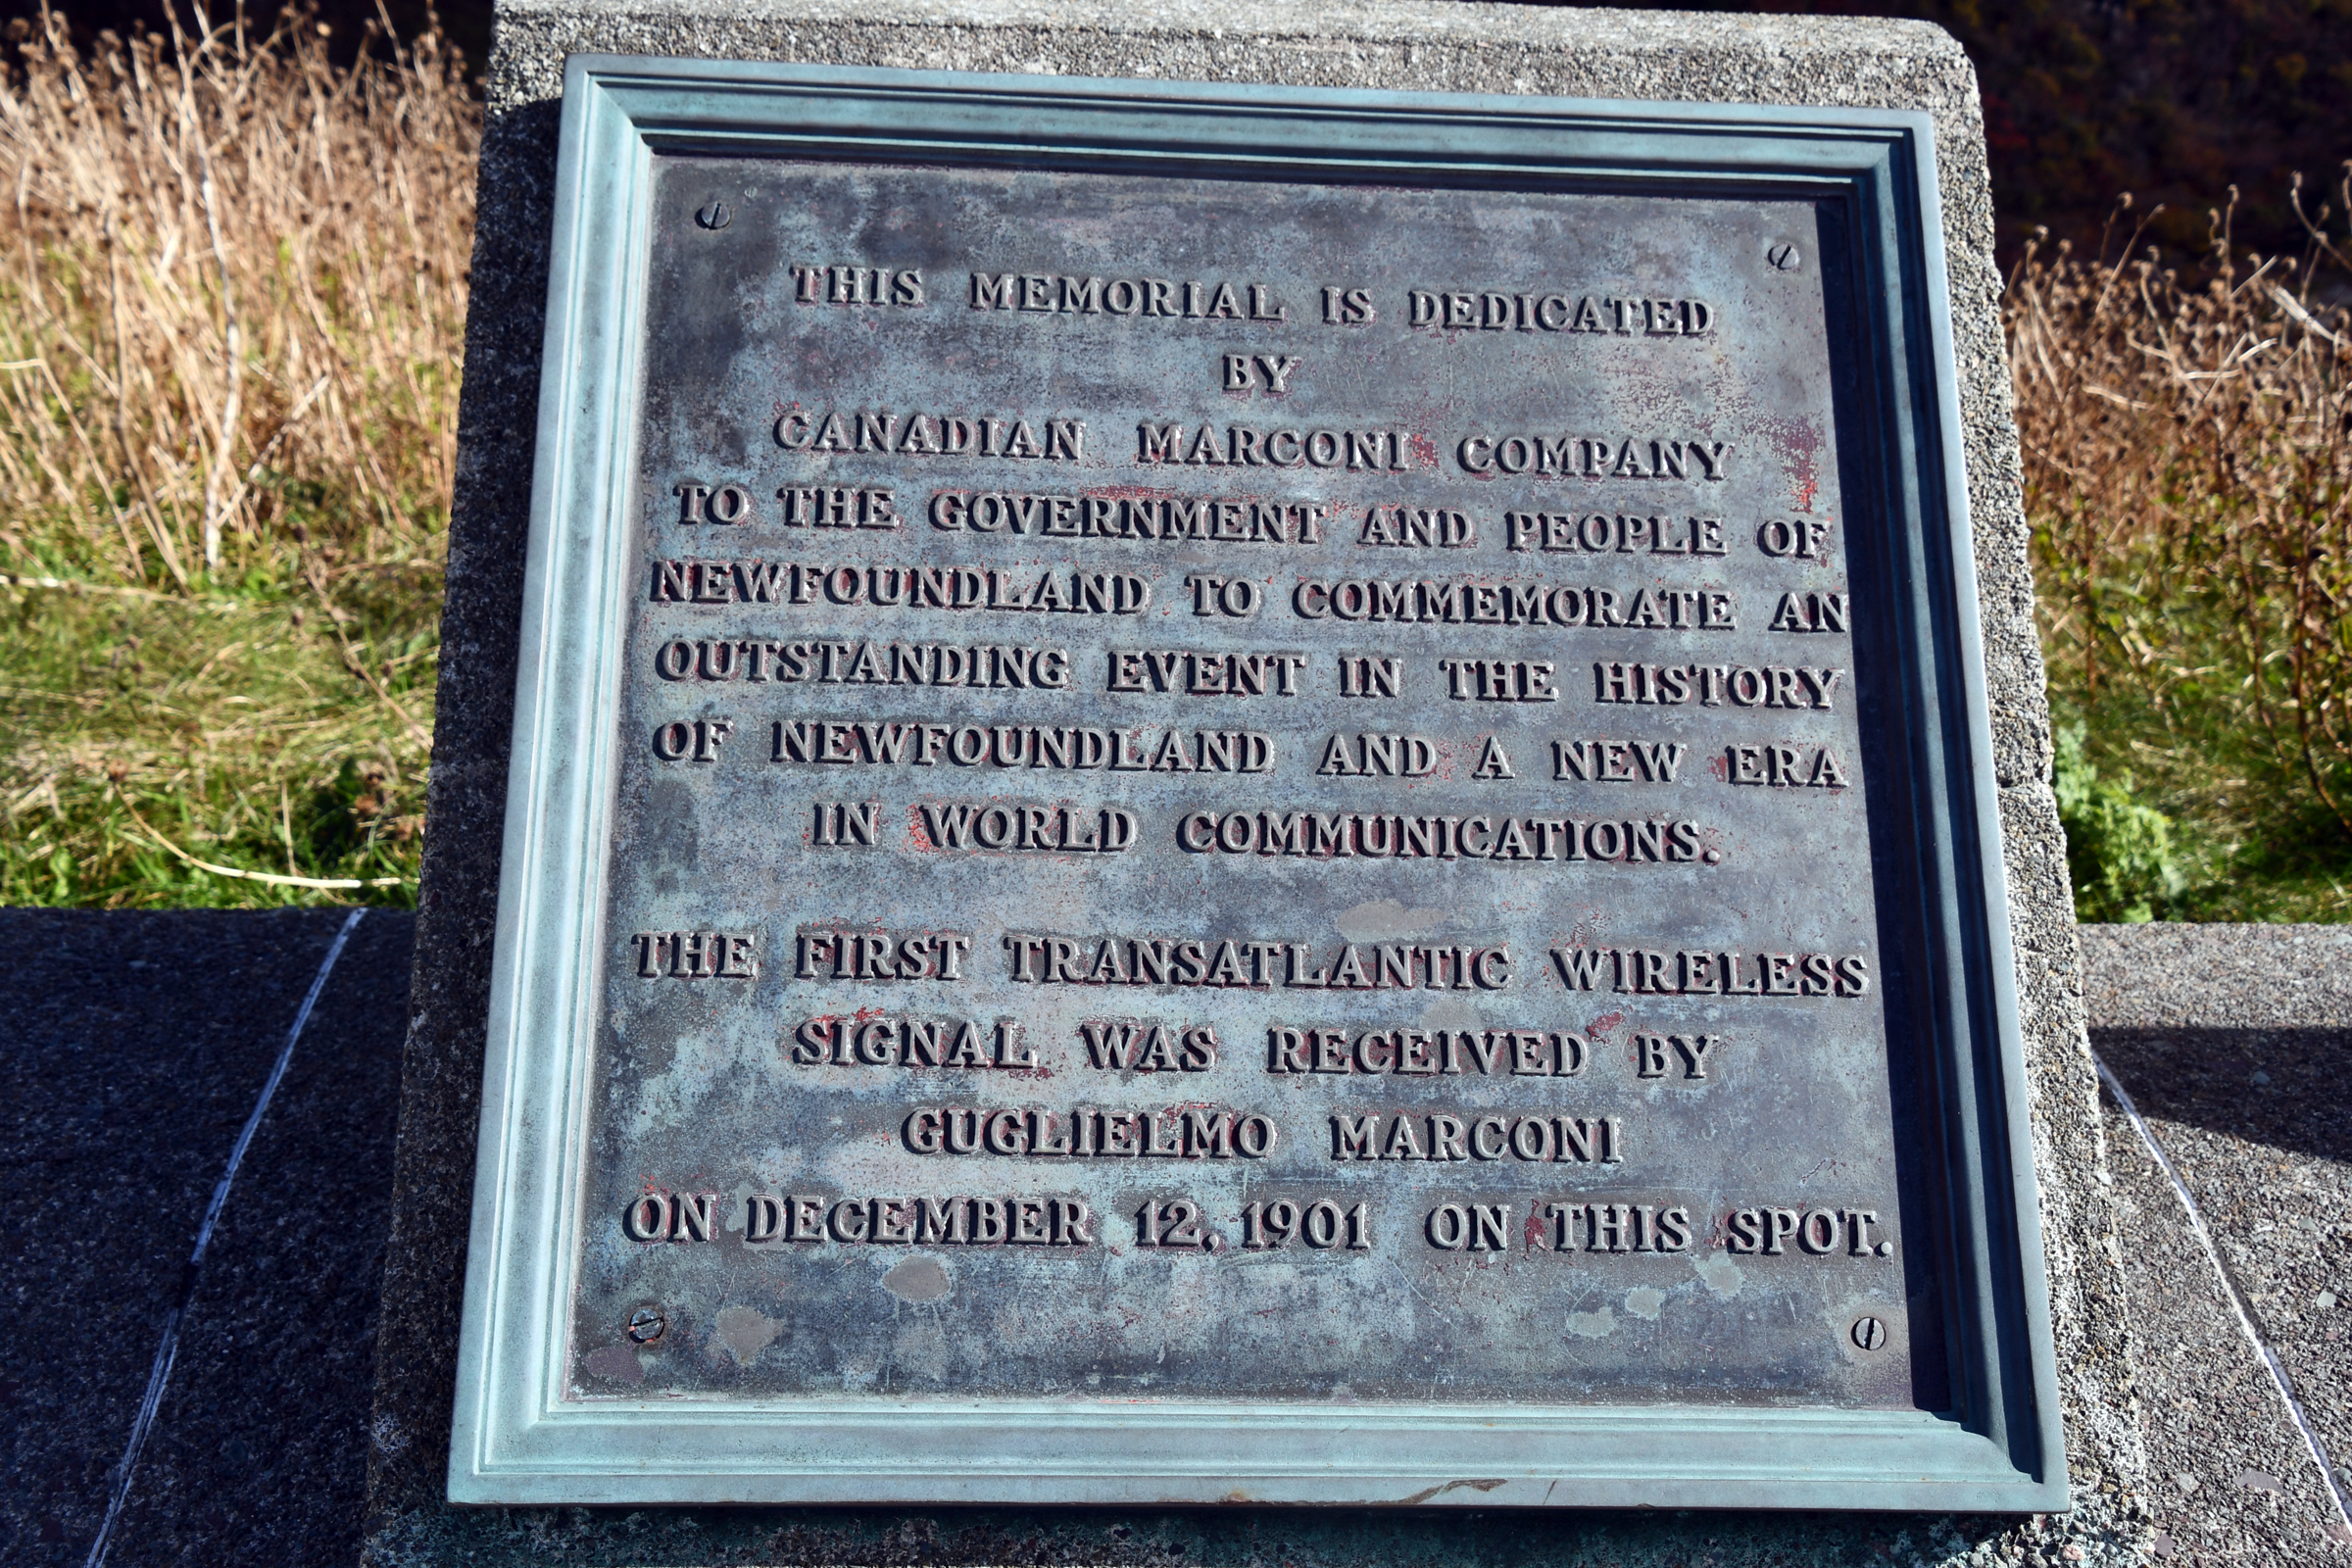 THIS MEMORIAL IS DEDICATED
BY
CANADIAN MARCONI COMPANY
TO THE GOVERNMENT AND PEOPLE OF
NEWFOUNDLAND TO COMMEMORATE AN
OUTSTANDING EVENT IN THE HISTORY
OF NEWFOUNDLAND AND A NEW ERA
IN WORLD COMMUNICATIONS.
THE FIRST TRANSATLANTIC WIRELESS
SIGNAL WAS RECEIVED BY
GUGLIELMO MARCONI
ON DECEMBER 12, 1901 ON THIS SPOT.